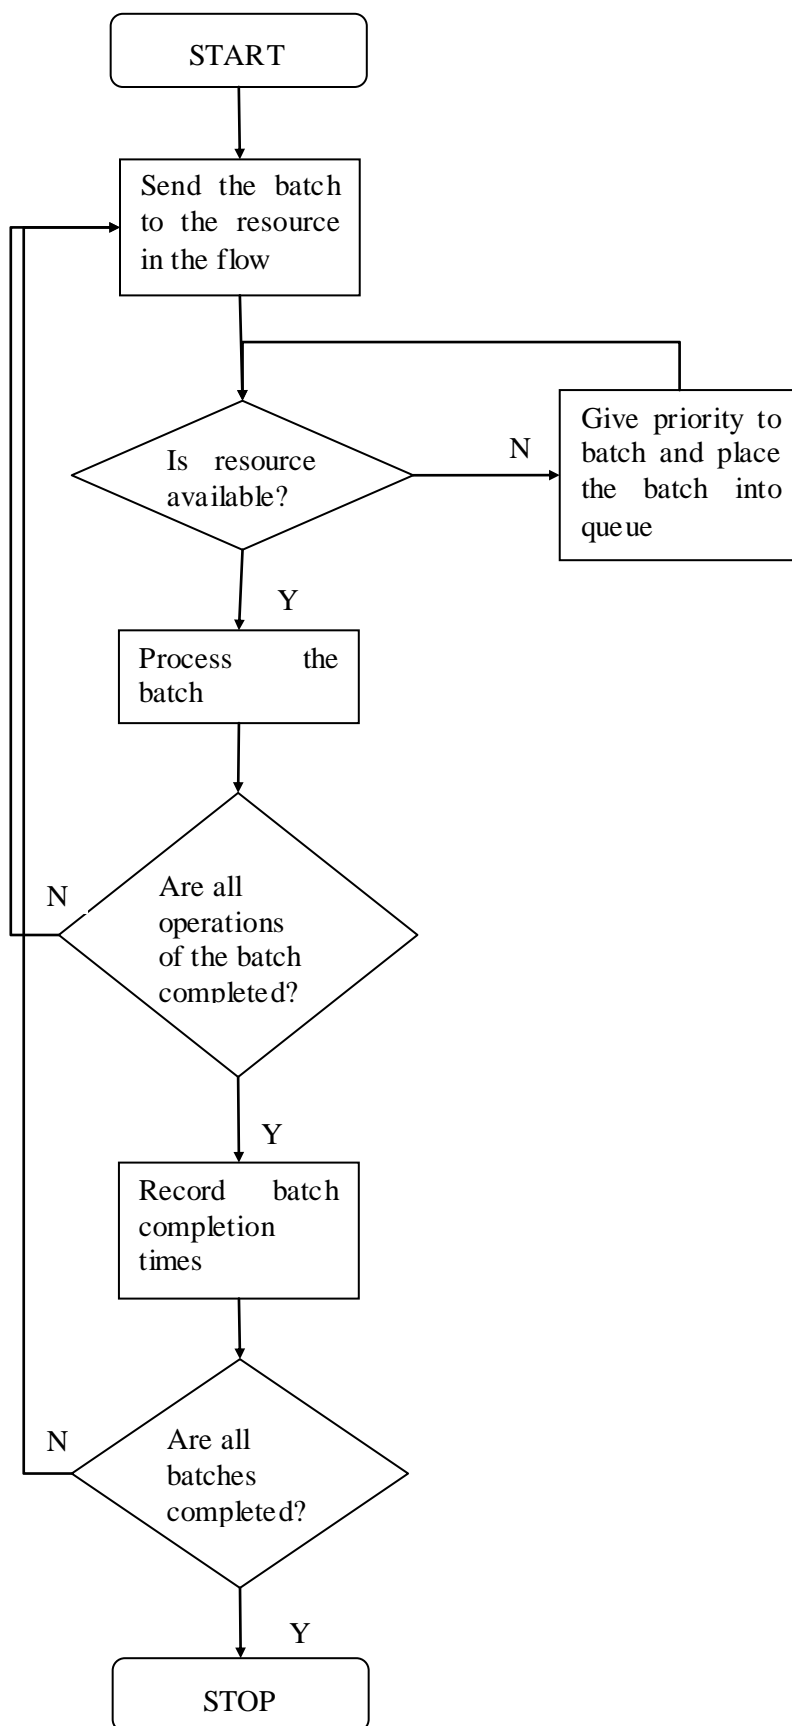 START
Send the batch
to the resource
in the flow
Is resource
available?
N
Give priority to
batch and place
the batch into
queue
Y
Process the
batch
N
Are all
operations
of the batch
completed?
Y
Record batch
completion
times
N
Are all
batches
completed?
Y
STOP